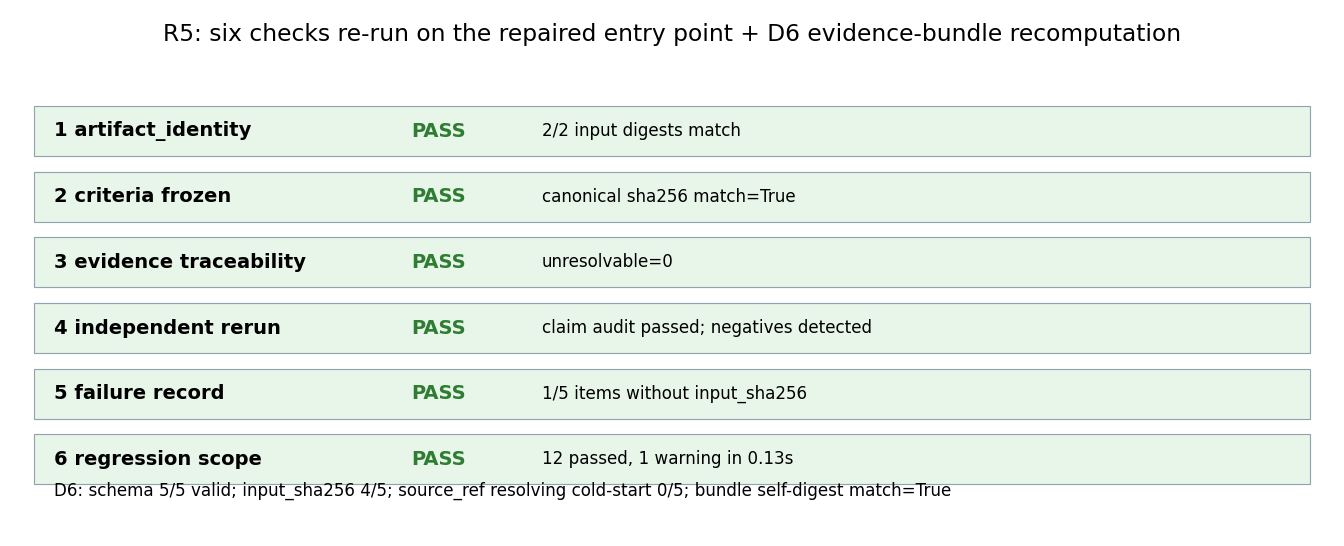 R5: six checks re-run on the repaired entry point + D6 evidence-bundle recomputation
1 artifact_identity PASS 2/2 input digests match
2 criteria frozen PASS canonical sha256 match=True
3 evidence traceability PASS unresolvable=0
4 independent rerun PASS claim audit passed; negatives detected
5 failure record PASS 1/5 items without input_sha256
6 regression scope PASS 12 passed, 1 warning in 0.13s
D6: schema 5/5 valid; input_sha256 4/5; source_ref resolving cold-start 0/5; bundle self-digest match=True